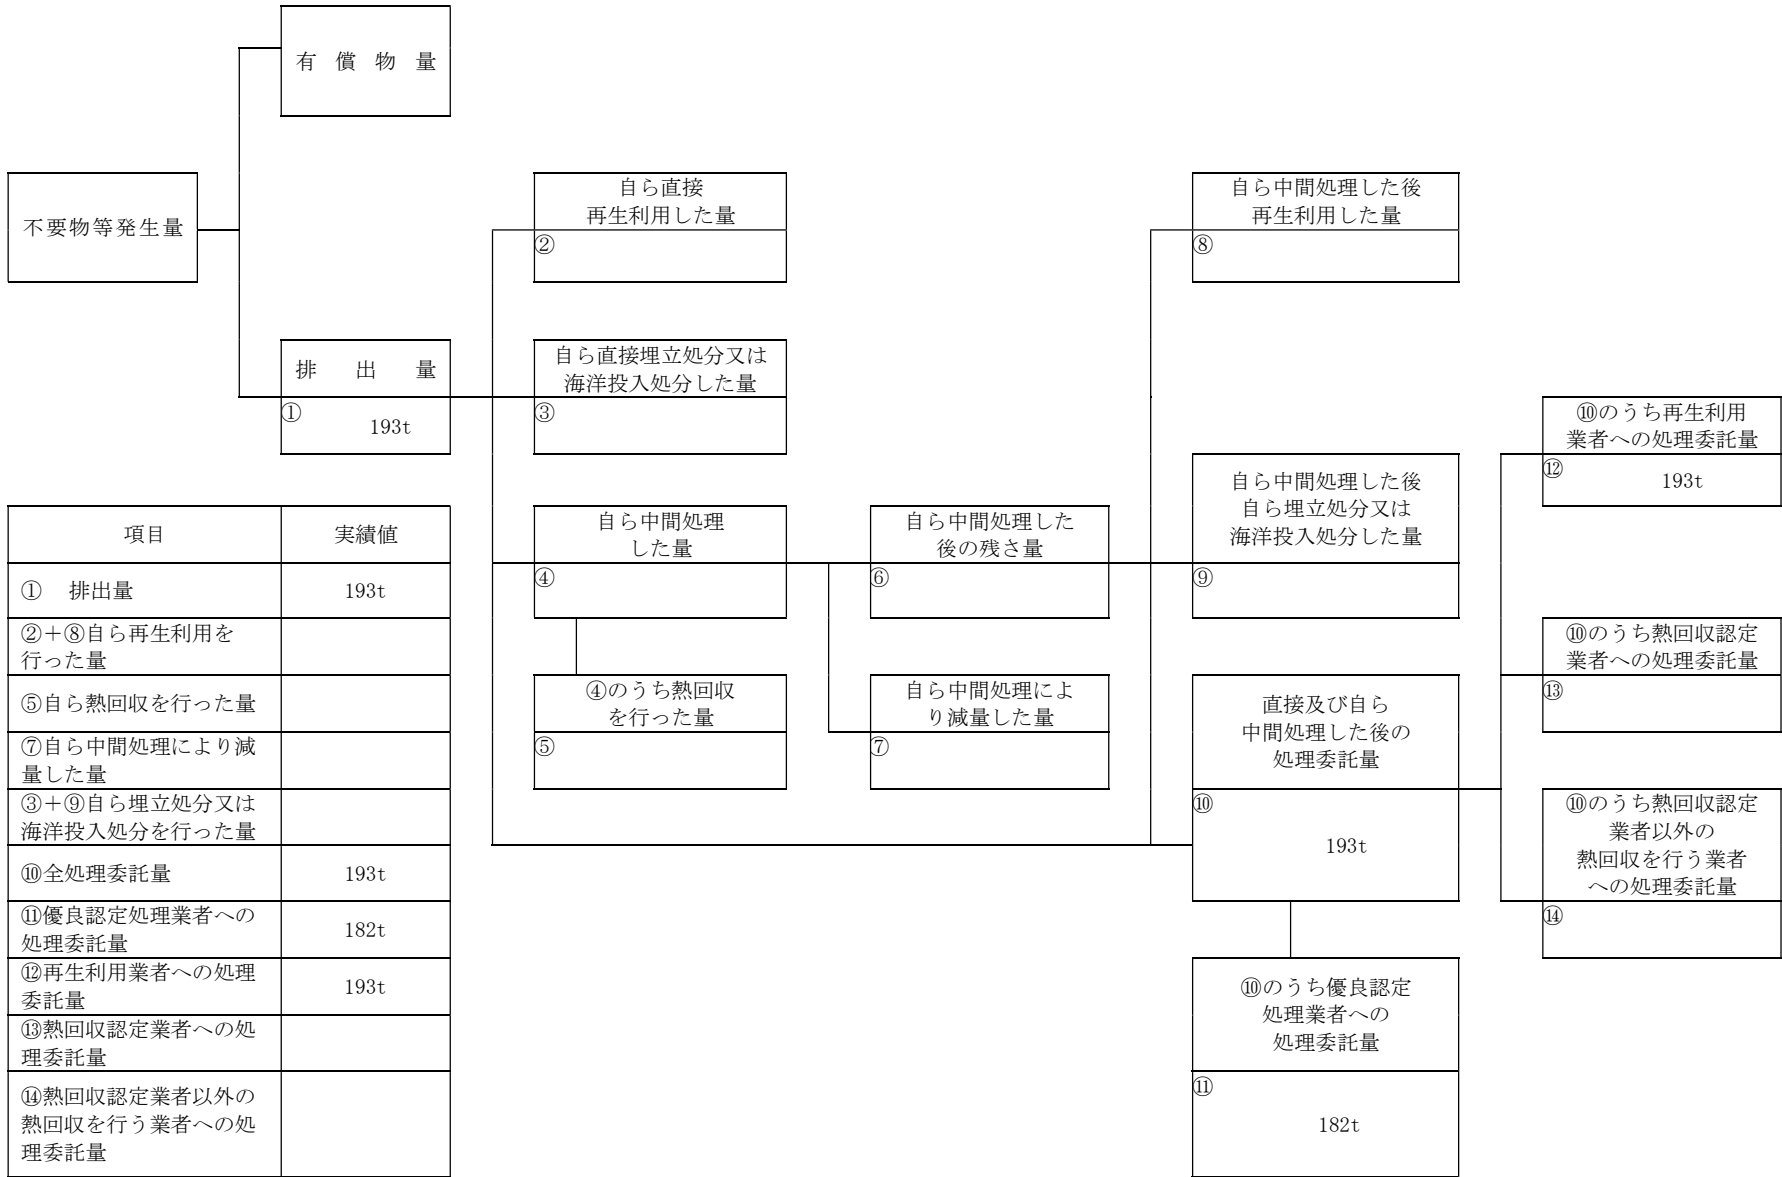 有　償　物　量
不要物等発生量
自ら直接
再生利用した量
②
自ら中間処理した後
再生利用した量
⑧
排　出　量
①
193t
自ら直接埋立処分又は
海洋投入処分した量
③
⑩のうち再生利用
業者への処理委託量
⑫
193t
自ら中間処理
した量
④
自ら中間処理した
後の残さ量
⑥
自ら中間処理した後
自ら埋立処分又は
海洋投入処分した量
⑨
⑩のうち熱回収認定
業者への処理委託量
⑬
④のうち熱回収
を行った量
⑤
自ら中間処理によ
り減量した量
⑦
直接及び自ら
中間処理した後の
処理委託量
⑩
193t
⑩のうち熱回収認定
業者以外の
熱回収を行う業者
への処理委託量
⑭
⑩のうち優良認定
処理業者への
処理委託量
⑪
182t
項目　実績値
①　排出量　193t
②＋⑧自ら再生利用を
行った量
⑤自ら熱回収を行った量
⑦自ら中間処理により減
量した量
③＋⑨自ら埋立処分又は
海洋投入処分を行った量
⑩全処理委託量　193t
⑪優良認定処理業者への
処理委託量　182t
⑫再生利用業者への処理
委託量　193t
⑬熱回収認定業者への処
理委託量
⑭熱回収認定業者以外の
熱回収を行う業者への処
理委託量